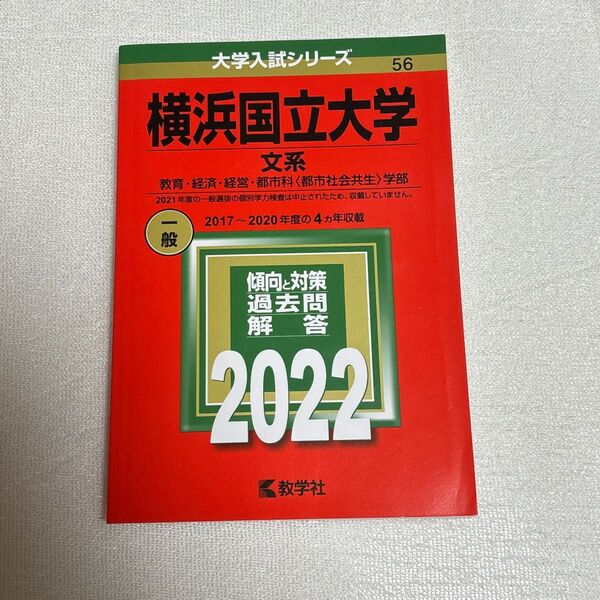 大学入試シリーズ
56
横浜国立大学
文系
教育・経済・経営・都市科〈都市社会共生〉学部
2021年度の一般選抜の個別学力検査は中止されたため、収載していません。
一般
2017～2020年度の4ヵ年収載
傾向と対策
過去問
解答
2022
教学社